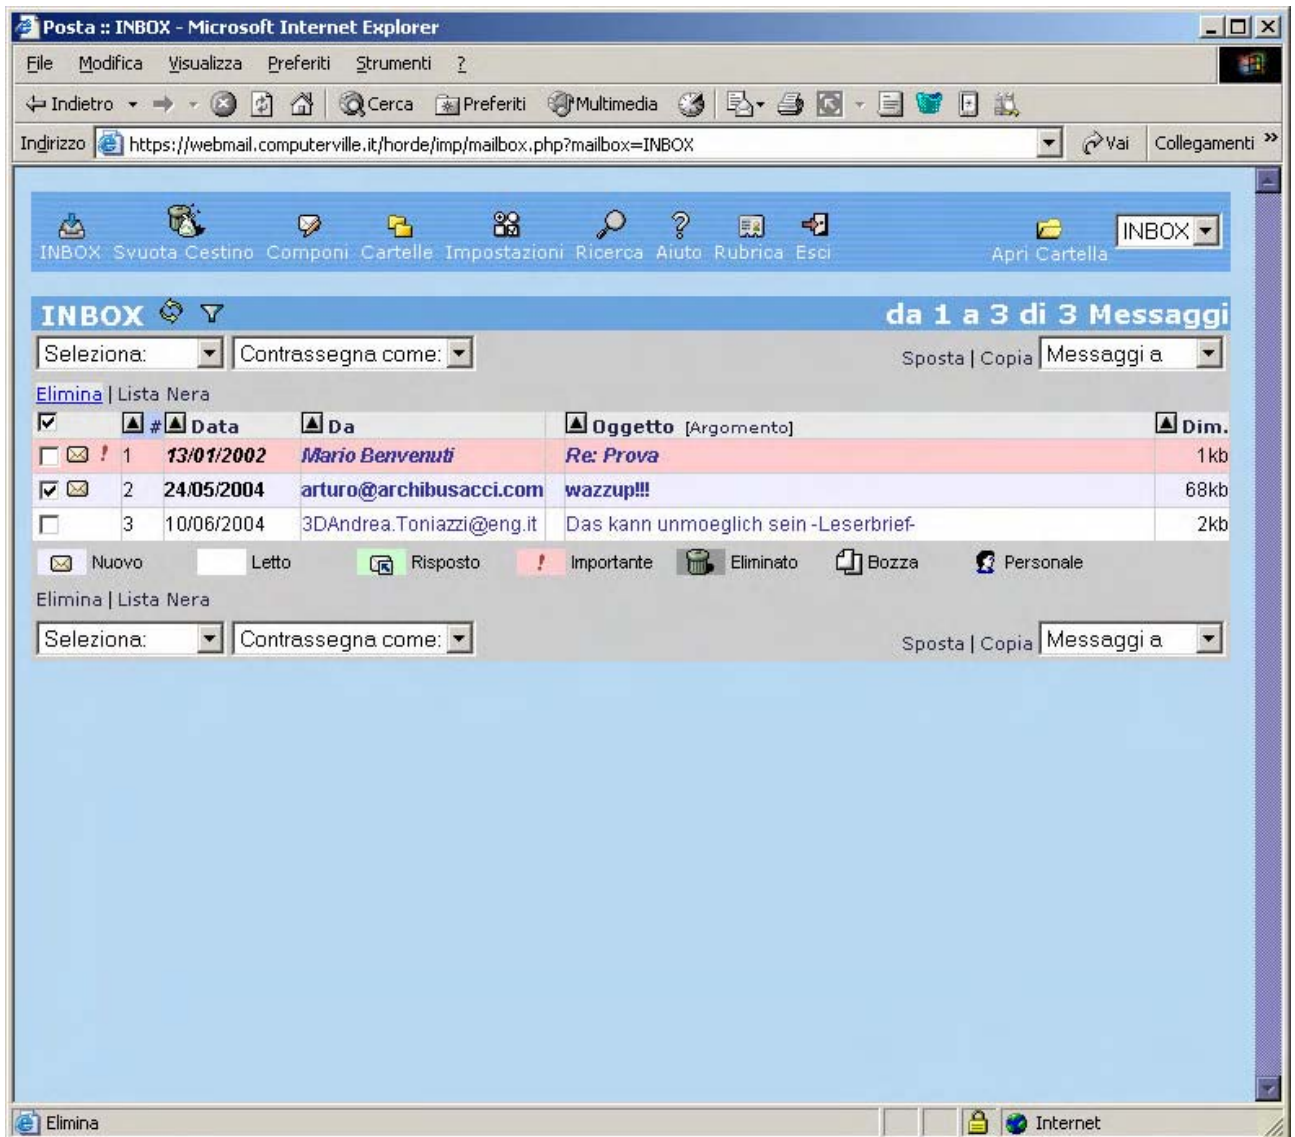 Posta :: INBOX - Microsoft Internet Explorer
File Modifica Visualizza Preferiti Strumenti ?
Indietro Cerca Preferiti Multimedia
Indirizzo https://webmail.computerville.it/horde/imp/mailbox.php?mailbox=INBOX Vai Collegamenti »
INBOX Svuota Cestino Componi Cartelle Impostazioni Ricerca Aiuto Rubrica Esci Apri Cartella INBOX
INBOX da 1 a 3 di 3 Messaggi
Seleziona: Contrassegna come: Sposta | Copia Messaggi a
Elimina | Lista Nera
# Data Da Oggetto [Argomento] Dim.
! 1 13/01/2002 Mario Benvenuti Re: Prova 1kb
2 24/05/2004 arturo@archibusacci.com wazzup!!! 68kb
3 10/06/2004 3DAndrea.Toniazzi@eng.it Das kann unmoeglich sein -Leserbrief- 2kb
Nuovo Letto Risposto ! Importante Eliminato Bozza Personale
Elimina | Lista Nera
Seleziona: Contrassegna come: Sposta | Copia Messaggi a
Elimina Internet